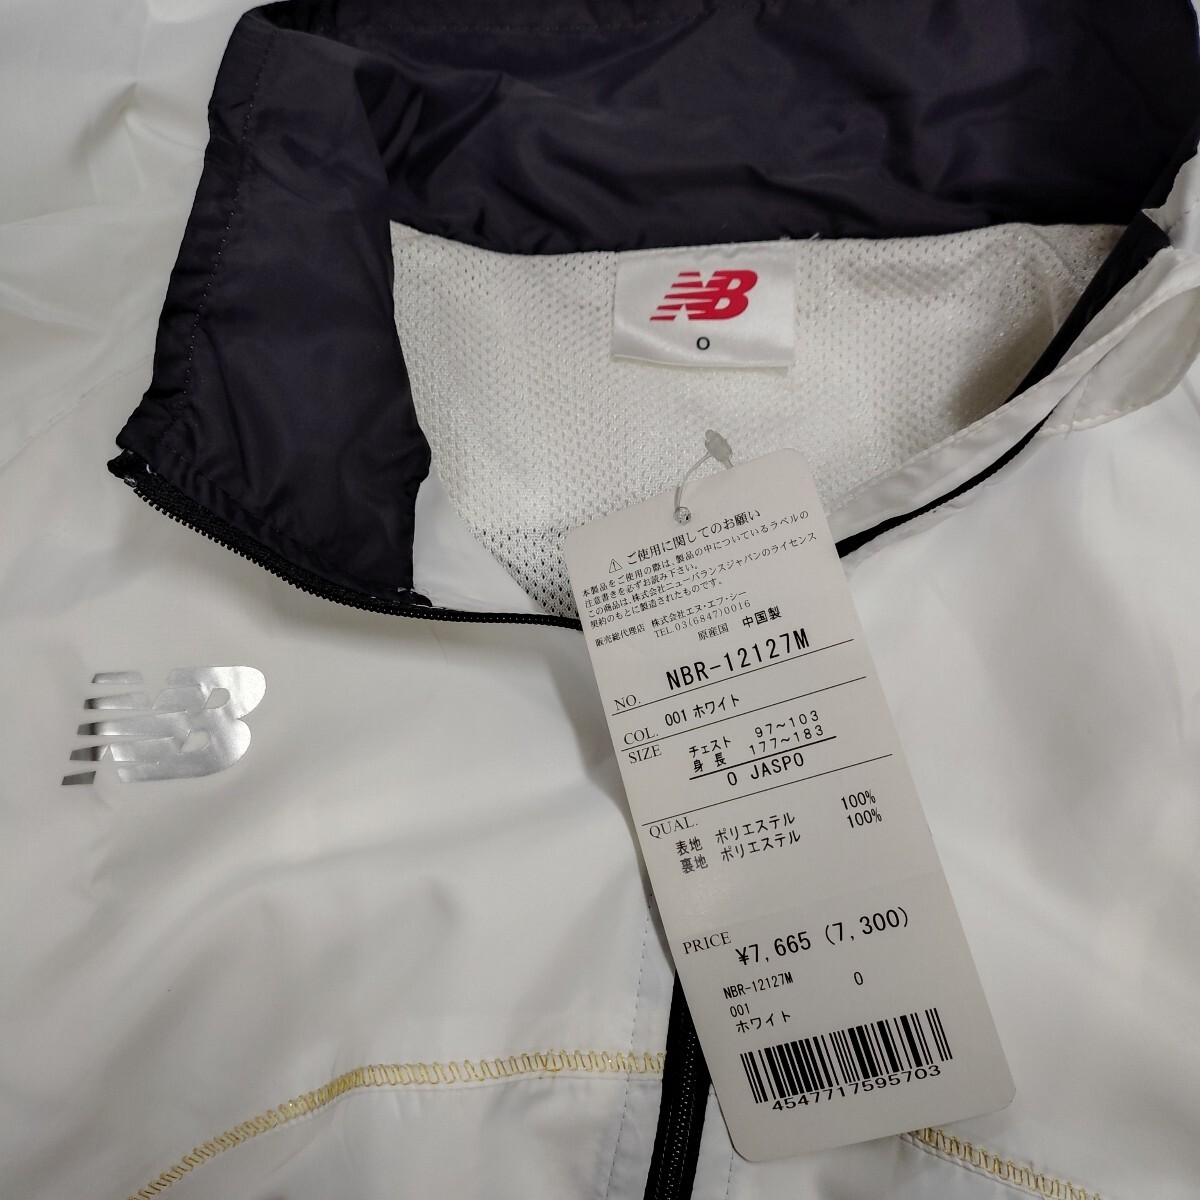 NB
O
NB
⚠ ご使用に関してのお願い
本製品をご使用の際は、製品の中についているラベルの
注意書きを必ずお読み下さい。
この商品は、株式会社ニューバランスジャパンのライセンス
契約のもとに製造されたものです。
販売総代理店 株式会社エヌ・エフ・シー
TEL.03(6847)0016
原産国 中国製
NO. NBR-12127M
COL. 001 ホワイト
SIZE チェスト 97～103
身長 177～183
O JASPO
QUAL.
表地 ポリエステル 100%
裏地 ポリエステル 100%
PRICE ¥7,665 (7,300)
NBR-12127M O
001
ホワイト
4547717595703